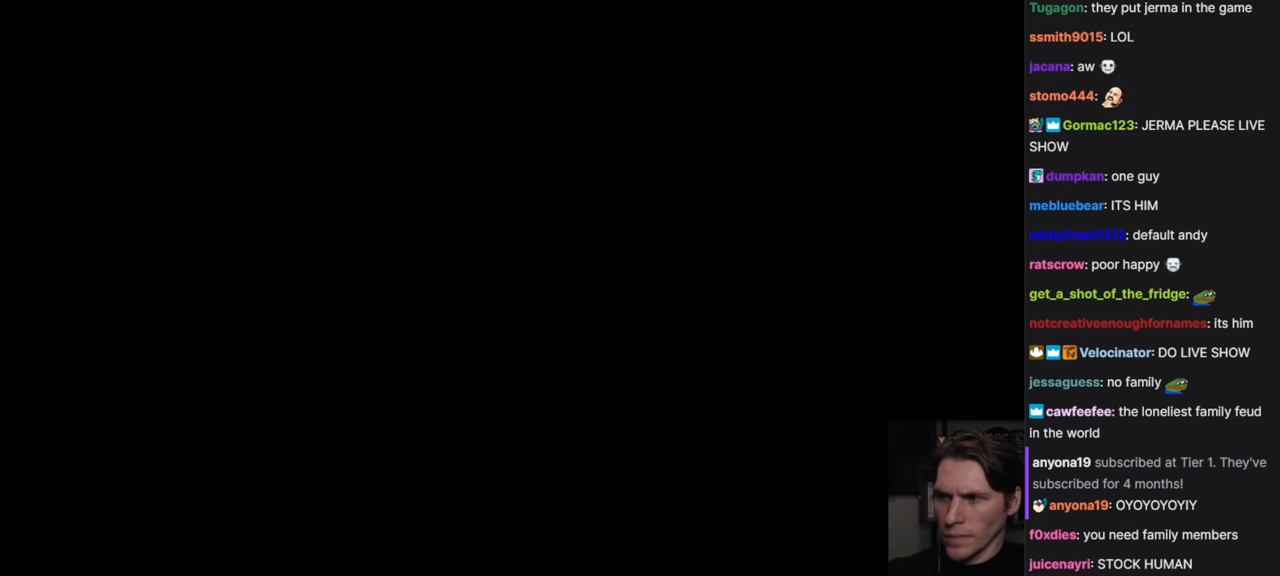 Tugagon: they put jerma in the game
ssmith9015: LOL
jacana: aw
stomo444:
Gormac123: JERMA PLEASE LIVE
SHOW
dumpkan: one guy
mebluebear: ITS HIM
mintyfresh1313: default andy
ratscrow: poor happy
get_a_shot_of_the_fridge:
notcreativeenoughfornames: its him
Velocinator: DO LIVE SHOW
jessaguess: no family
cawfeefee: the loneliest family feud
in the world
anyona19 subscribed at Tier 1. They've
subscribed for 4 months!
anyona19: OYOYOYOYIY
f0xdies: you need family members
juicenayri: STOCK HUMAN